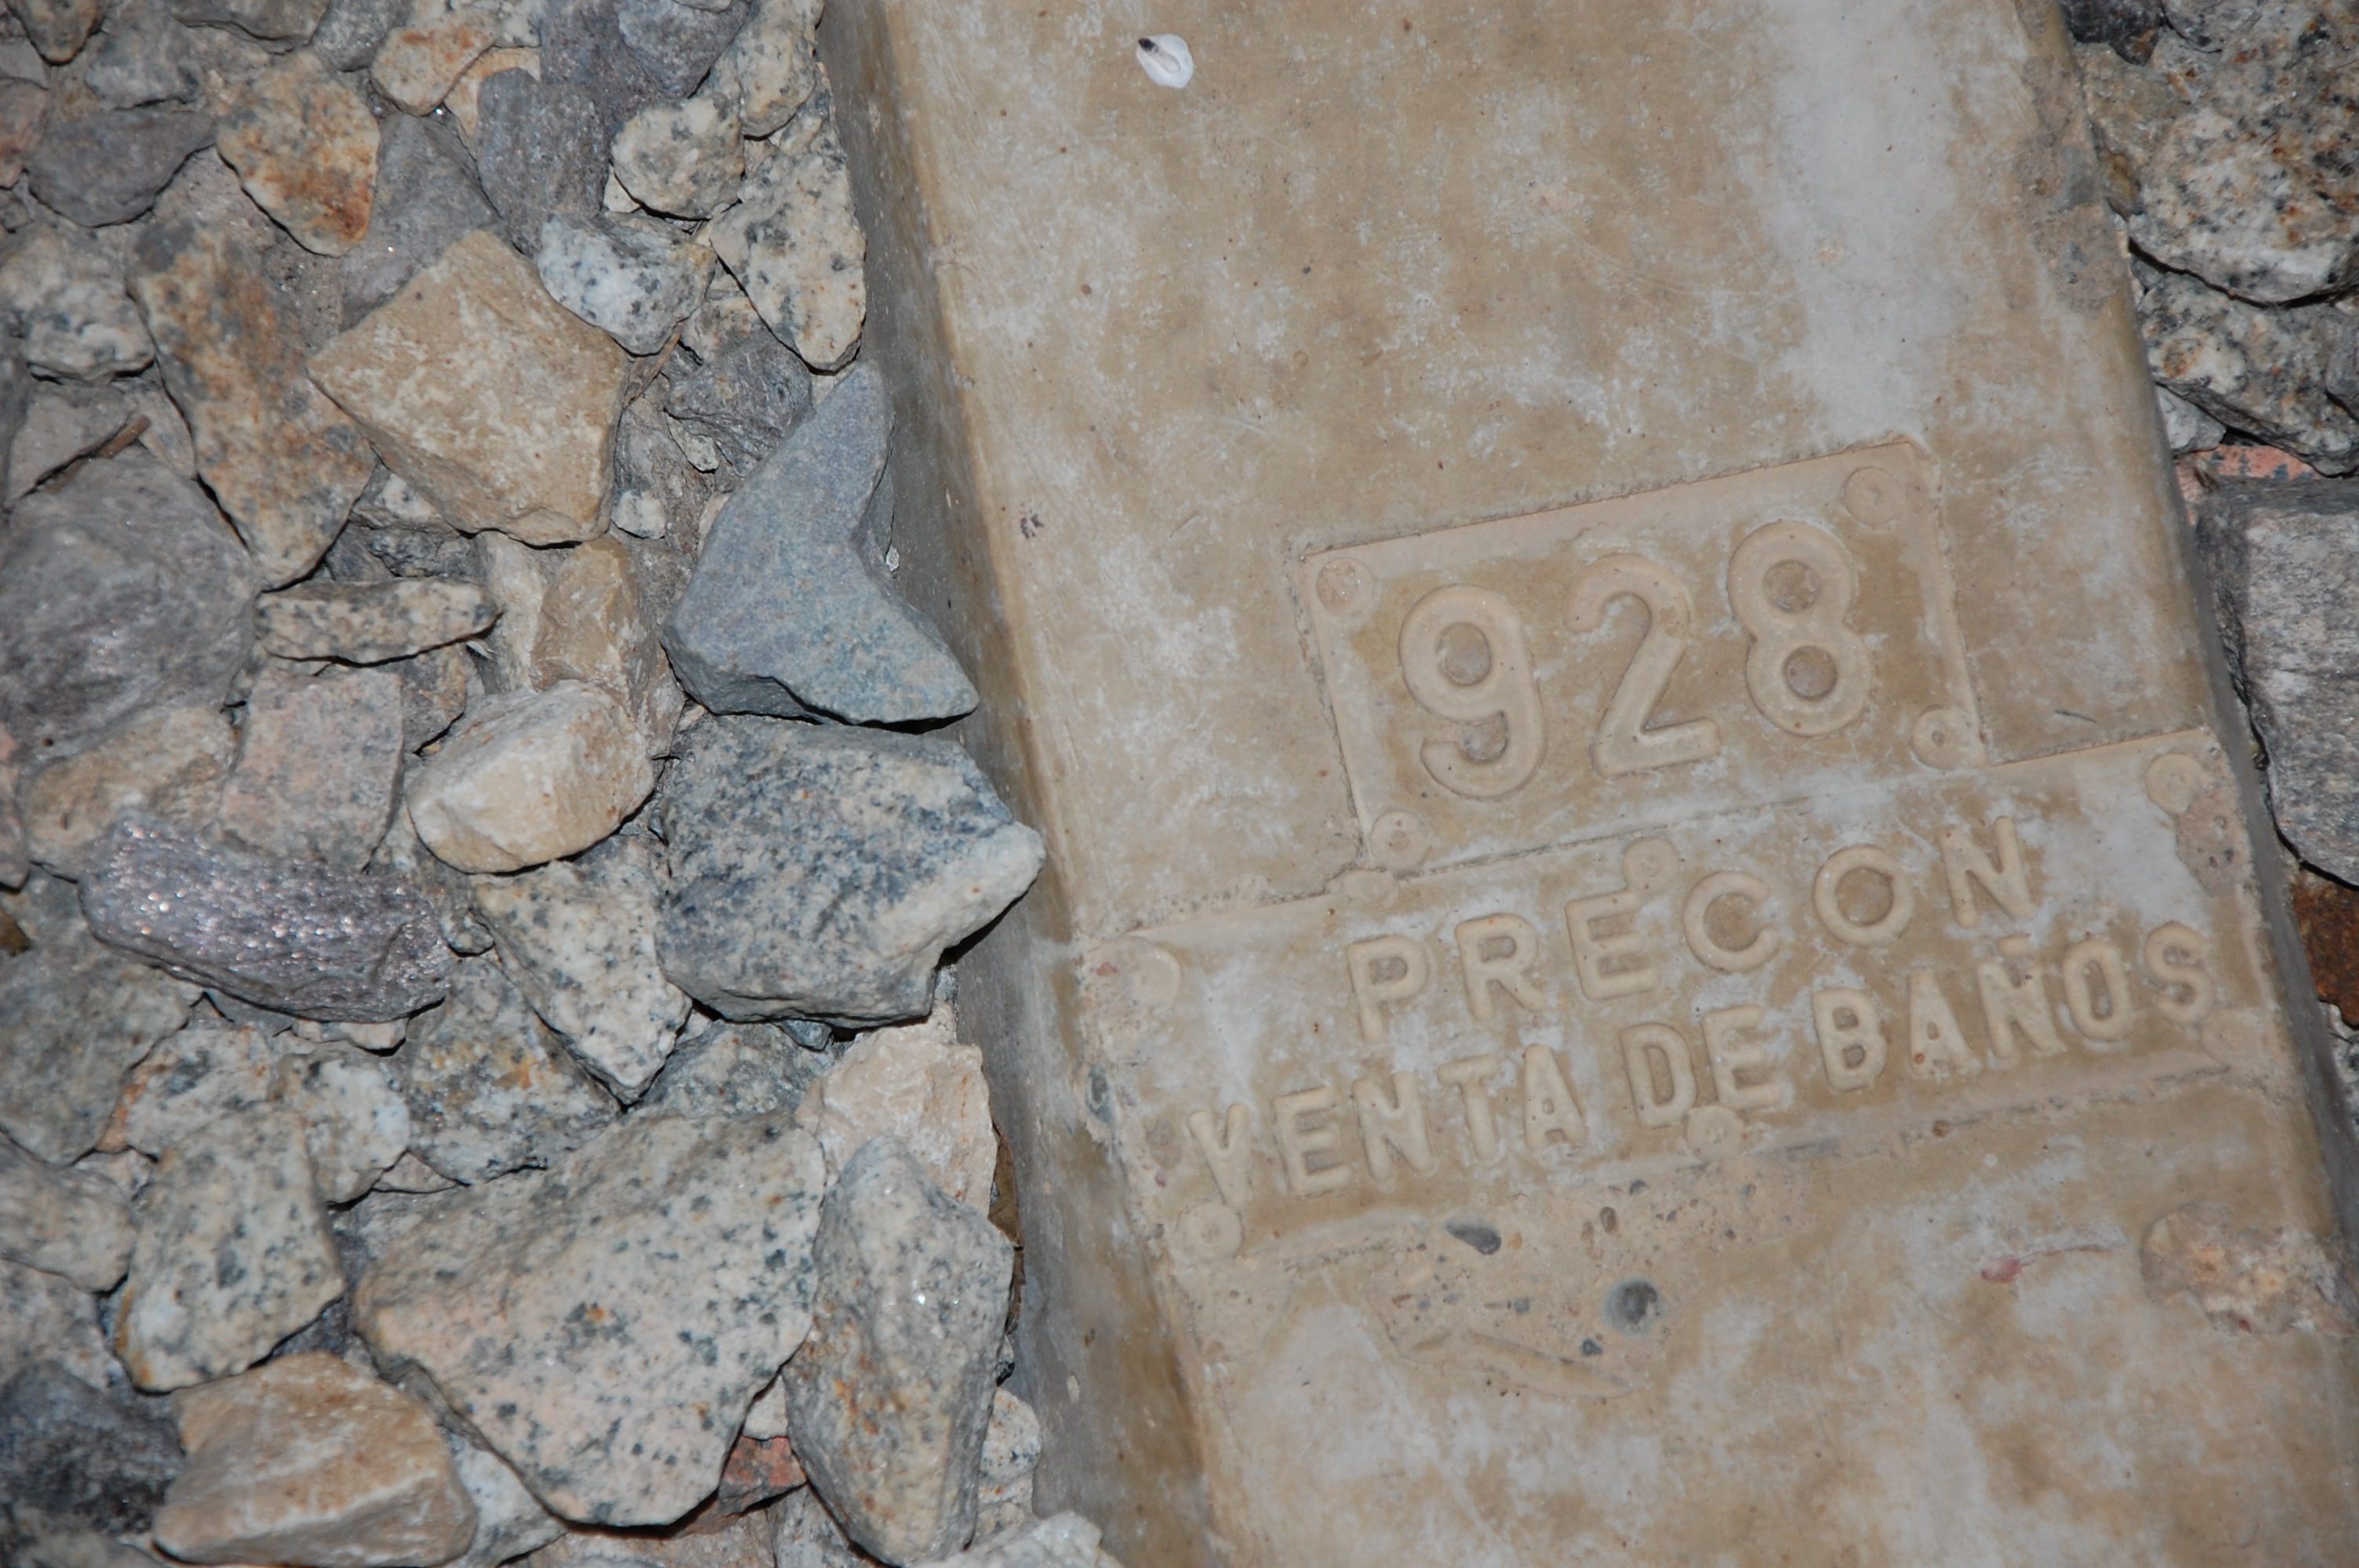 928
PRECON
VENTA DE BAÑOS